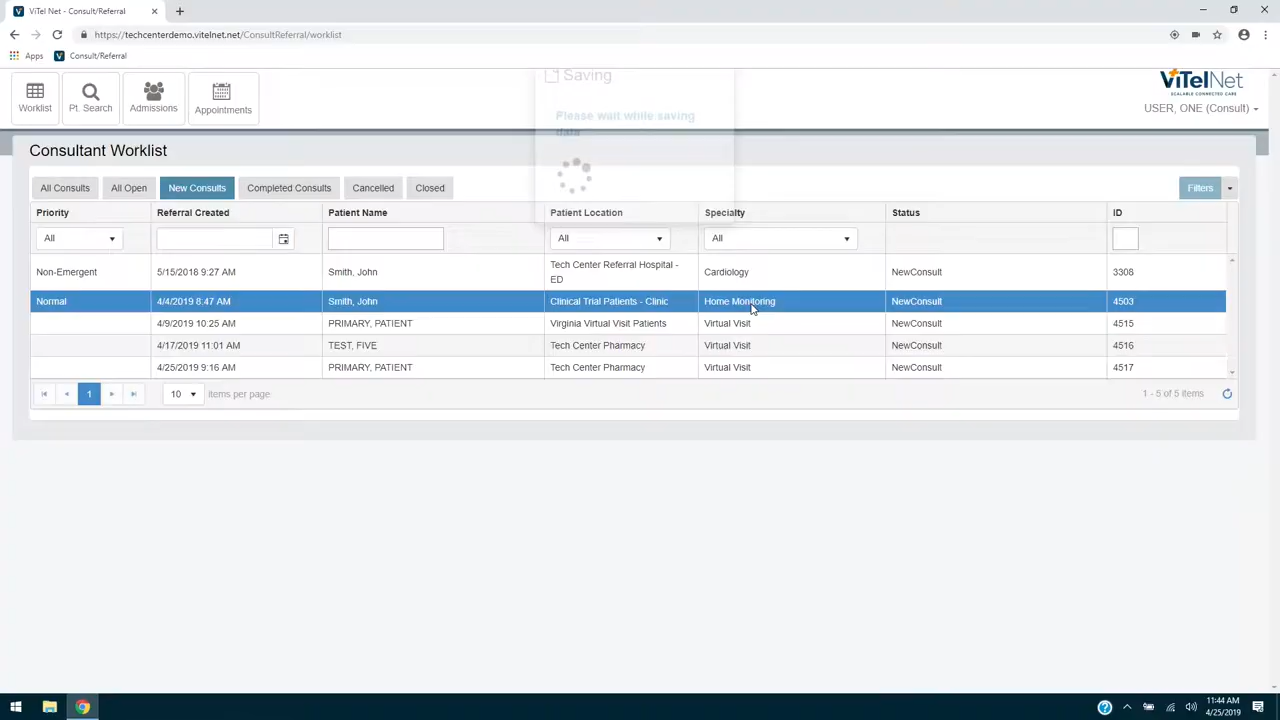 ViTel Net - Consult/Referral
https://techcenterdemo.vitelnet.net/ConsultReferral/worklist
Apps Consult/Referral
Worklist Pt. Search Admissions Appointments
ViTelNet
SCALABLE CONNECTED CARE
USER, ONE (Consult)
Saving
Please wait while saving
data
Consultant Worklist
All Consults All Open New Consults Completed Consults Cancelled Closed Filters
Priority Referral Created Patient Name Patient Location Specialty Status ID
All All All
Non-Emergent 5/15/2018 9:27 AM Smith, John Tech Center Referral Hospital - ED Cardiology NewConsult 3308
Normal 4/4/2019 8:47 AM Smith, John Clinical Trial Patients - Clinic Home Monitoring NewConsult 4503
4/9/2019 10:25 AM PRIMARY, PATIENT Virginia Virtual Visit Patients Virtual Visit NewConsult 4515
4/17/2019 11:01 AM TEST, FIVE Tech Center Pharmacy Virtual Visit NewConsult 4516
4/25/2019 9:16 AM PRIMARY, PATIENT Tech Center Pharmacy Virtual Visit NewConsult 4517
1 10 items per page 1 - 5 of 5 items
11:44 AM
4/25/2019